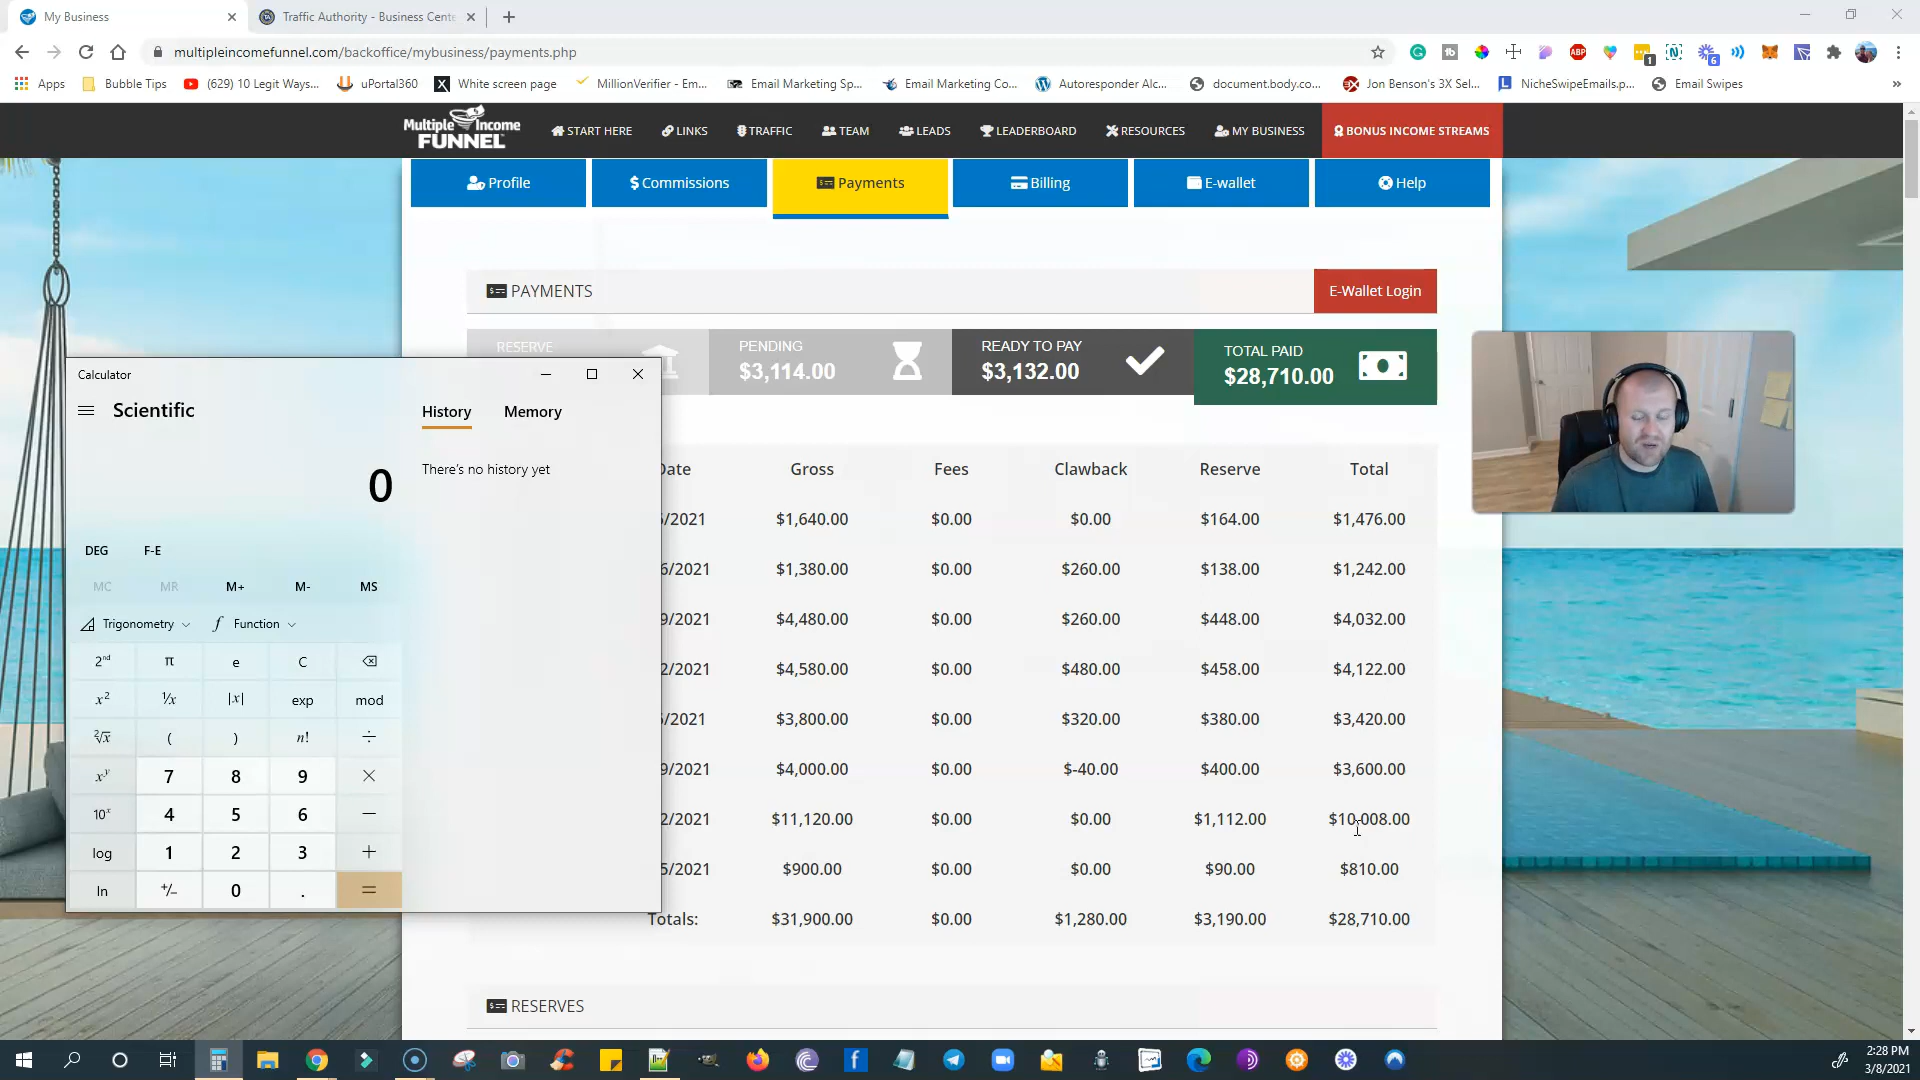 My Business
Traffic Authority - Business Cente
multipleincomefunnel.com/backoffice/mybusiness/payments.php
Apps
Bubble Tips
(629) 10 Legit Ways...
uPortal360
White screen page
MillionVerifier - Em...
Email Marketing Sp...
Email Marketing Co...
Autoresponder Alc...
document.body.co...
Jon Benson's 3X Sel...
NicheSwipeEmails.p...
Email Swipes
Multiple Income
FUNNEL
START HERE
LINKS
TRAFFIC
TEAM
LEADS
LEADERBOARD
RESOURCES
MY BUSINESS
BONUS INCOME STREAMS
Profile
Commissions
Payments
Billing
E-wallet
Help
PAYMENTS
E-Wallet Login
RESERVE
PENDING
$3,114.00
READY TO PAY
$3,132.00
TOTAL PAID
$28,710.00
Date Gross Fees Clawback Reserve Total
5/2021 $1,640.00 $0.00 $0.00 $164.00 $1,476.00
6/2021 $1,380.00 $0.00 $260.00 $138.00 $1,242.00
9/2021 $4,480.00 $0.00 $260.00 $448.00 $4,032.00
2/2021 $4,580.00 $0.00 $480.00 $458.00 $4,122.00
5/2021 $3,800.00 $0.00 $320.00 $380.00 $3,420.00
9/2021 $4,000.00 $0.00 $-40.00 $400.00 $3,600.00
2/2021 $11,120.00 $0.00 $0.00 $1,112.00 $10,008.00
5/2021 $900.00 $0.00 $0.00 $90.00 $810.00
Totals: $31,900.00 $0.00 $1,280.00 $3,190.00 $28,710.00
RESERVES
Calculator
Scientific
History
Memory
There's no history yet
0
DEG F-E
MC MR M+ M- MS
Trigonometry
Function
2nd π e C
x2 1/x |x| exp mod
2√x ( ) n! ÷
xy 7 8 9 ×
10x 4 5 6 −
log 1 2 3 +
ln +/− 0 . =
2:28 PM
3/8/2021